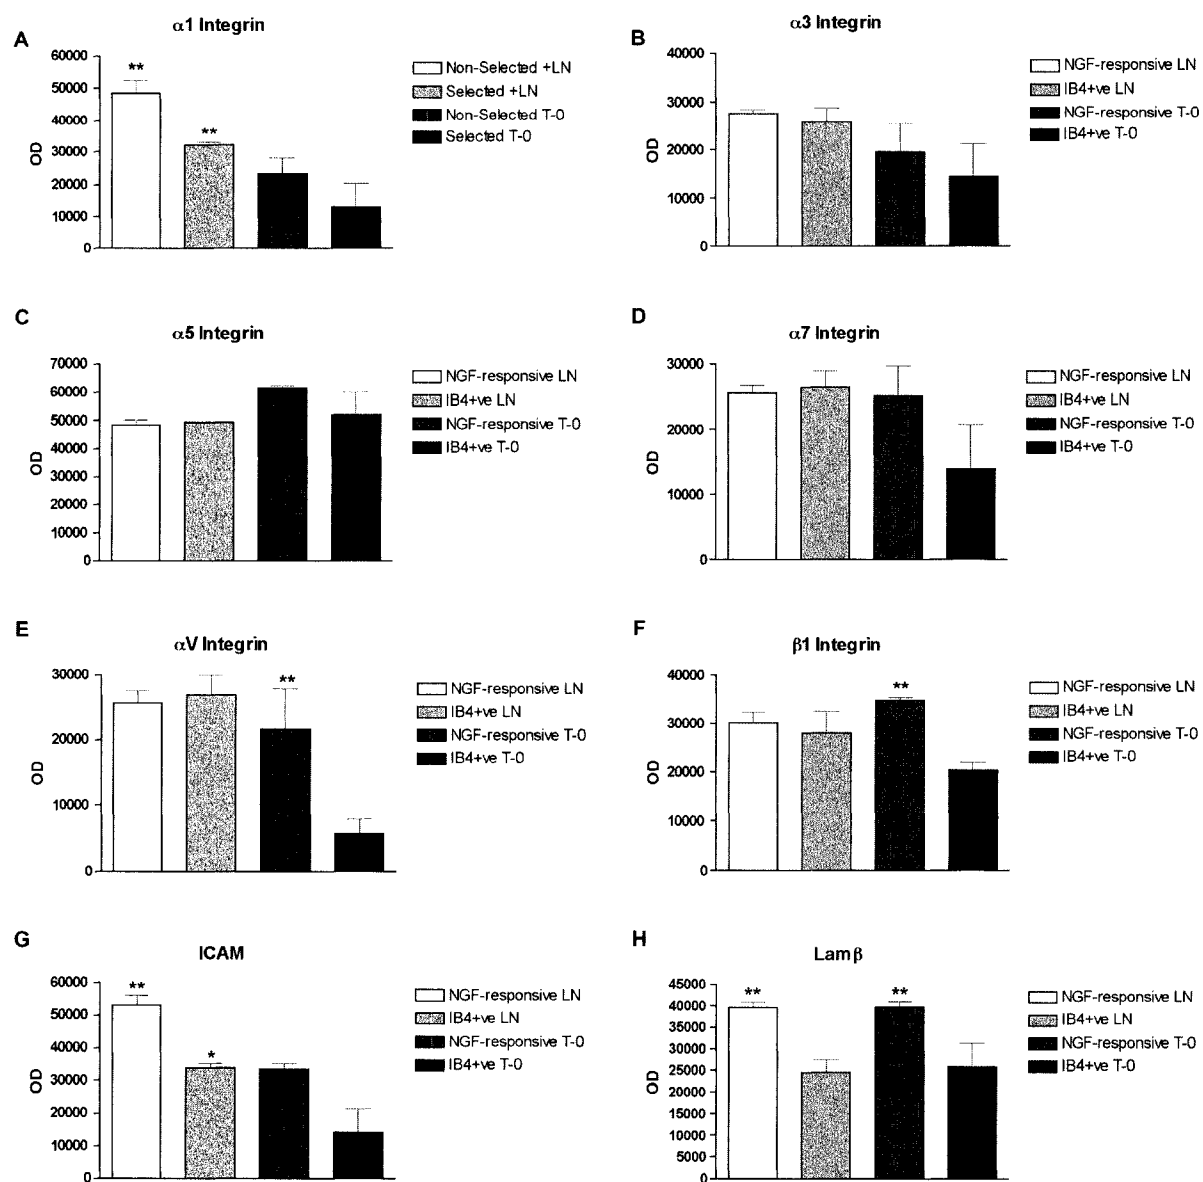 A
α1 Integrin
60000
50000
40000
30000
20000
10000
0
OD
**
**
Non-Selected +LN
Selected +LN
Non-Selected T-0
Selected T-0
B
α3 Integrin
40000
30000
20000
10000
0
OD
NGF-responsive LN
IB4+ve LN
NGF-responsive T-0
IB4+ve T-0
C
α5 Integrin
70000
60000
50000
40000
30000
20000
10000
0
OD
NGF-responsive LN
IB4+ve LN
NGF-responsive T-0
IB4+ve T-0
D
α7 Integrin
30000
20000
10000
0
OD
NGF-responsive LN
IB4+ve LN
NGF-responsive T-0
IB4+ve T-0
E
αV Integrin
30000
20000
10000
0
OD
**
NGF-responsive LN
IB4+ve LN
NGF-responsive T-0
IB4+ve T-0
F
β1 Integrin
40000
30000
20000
10000
0
OD
**
NGF-responsive LN
IB4+ve LN
NGF-responsive T-0
IB4+ve T-0
G
ICAM
60000
50000
40000
30000
20000
10000
0
OD
**
*
NGF-responsive LN
IB4+ve LN
NGF-responsive T-0
IB4+ve T-0
H
Lam β
45000
40000
35000
30000
25000
20000
15000
10000
5000
0
OD
**
**
NGF-responsive LN
IB4+ve LN
NGF-responsive T-0
IB4+ve T-0